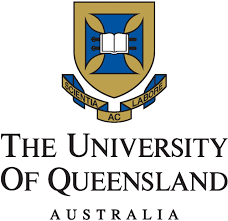 SCIENTIA AC LABORE
THE UNIVERSITY
OF QUEENSLAND
AUSTRALIA